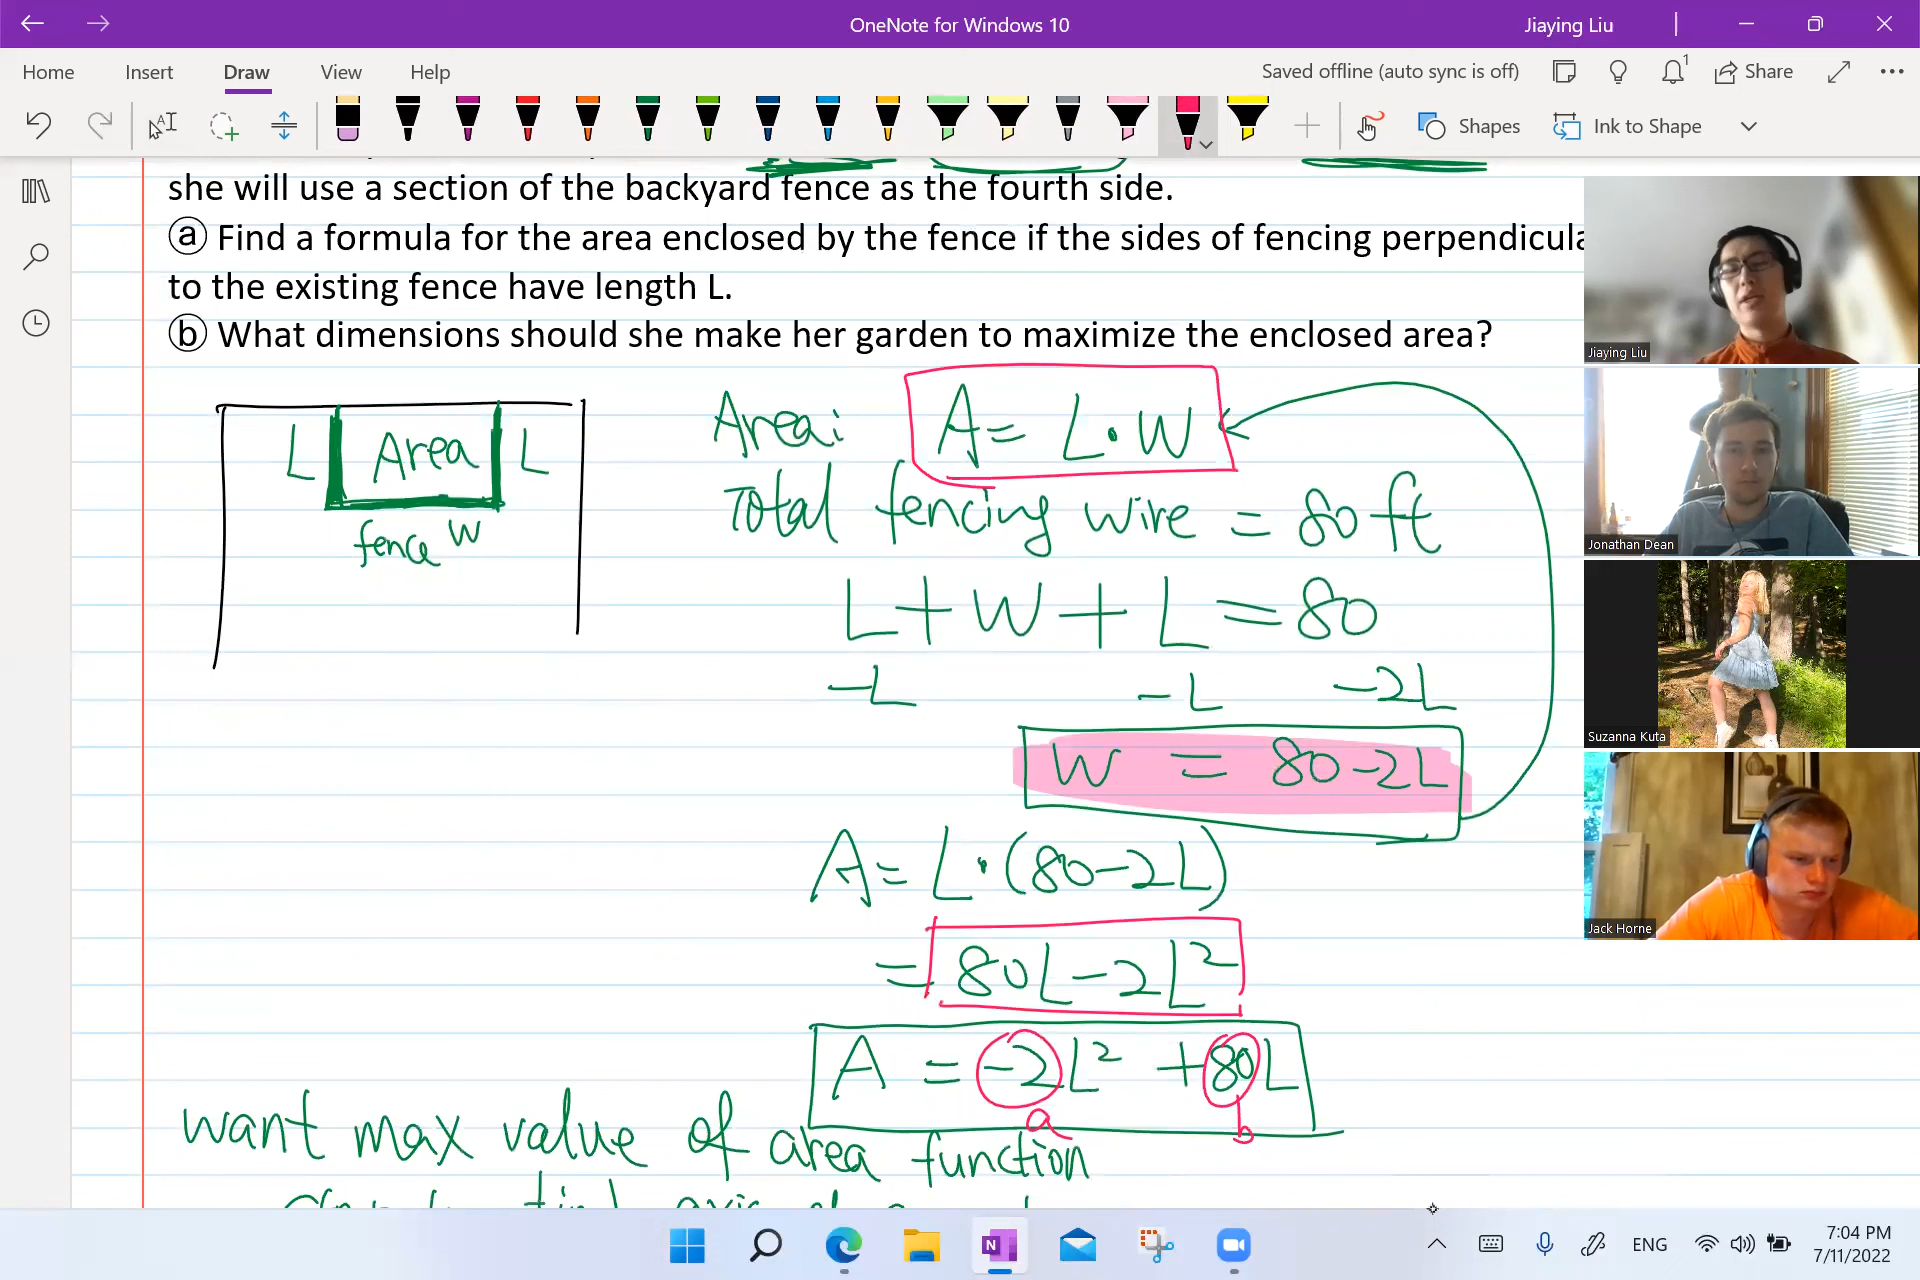 OneNote for Windows 10
Jiaying Liu
Home Insert Draw View Help
Saved offline (auto sync is off)
1
Share
Shapes
Ink to Shape
she will use a section of the backyard fence as the fourth side.
ⓐ Find a formula for the area enclosed by the fence if the sides of fencing perpendicula
to the existing fence have length L.
ⓑ What dimensions should she make her garden to maximize the enclosed area?
L Area L
fence W
Area: A = L · W
Total fencing wire = 80 ft
L + W + L = 80
-L -L -2L
W = 80-2L
A = L · (80-2L)
= 80L - 2L²
A = -2L² + 80L
a b
want max value of area function
Jiaying Liu
Jonathan Dean
Suzanna Kuta
Jack Horne
ENG
7:04 PM
7/11/2022